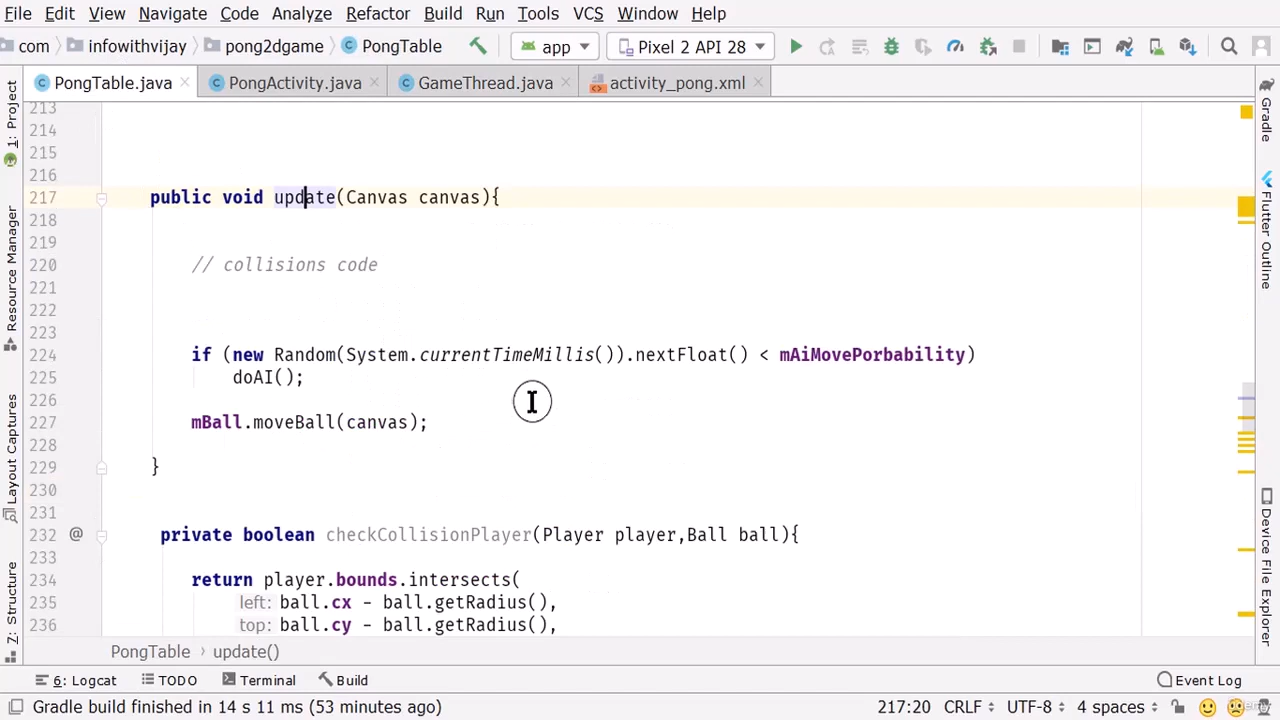 File Edit View Navigate Code Analyze Refactor Build Run Tools VCS Window Help
com infowithvijay pong2dgame PongTable app Pixel 2 API 28
PongTable.java PongActivity.java GameThread.java activity_pong.xml
1: Project
Resource Manager
Layout Captures
Z: Structure
213
214
215
216
217 public void update(Canvas canvas){
218
219
220 // collisions code
221
222
223
224 if (new Random(System.currentTimeMillis()).nextFloat() < mAiMovePorbability)
225 doAI();
226
227 mBall.moveBall(canvas);
228
229 }
230
231
232 @ private boolean checkCollisionPlayer(Player player,Ball ball){
233
234 return player.bounds.intersects(
235 left: ball.cx - ball.getRadius(),
236 top: ball.cy - ball.getRadius(),
Gradle
Flutter Outline
Device File Explorer
PongTable update()
6: Logcat TODO Terminal Build Event Log
Gradle build finished in 14 s 11 ms (53 minutes ago) 217:20 CRLF UTF-8 4 spaces